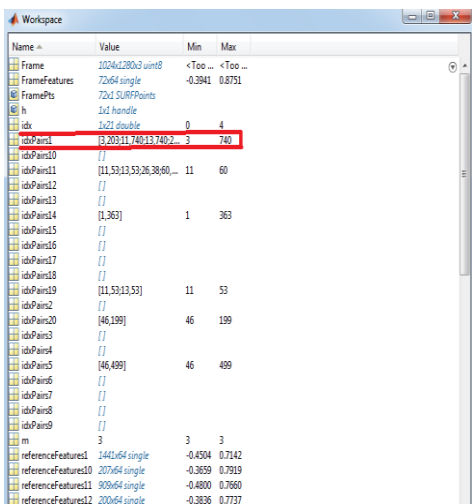 Workspace
Name Value Min Max
Frame 1024x1280x3 uint8 <Too ... <Too ...
FrameFeatures 72x64 single -0.3941 0.8751
FramePts 72x1 SURFPoints
h 1x1 handle
idx 1x21 double 0 4
idxPairs1 [3,203;11,740;13,740;2... 3 740
idxPairs10 []
idxPairs11 [11,53;13,53;26,38;60,... 11 60
idxPairs12 []
idxPairs13 []
idxPairs14 [1,363] 1 363
idxPairs15 []
idxPairs16 []
idxPairs17 []
idxPairs18 []
idxPairs19 [11,53;13,53] 11 53
idxPairs2 []
idxPairs20 [46,199] 46 199
idxPairs3 []
idxPairs4 []
idxPairs5 [46,499] 46 499
idxPairs6 []
idxPairs7 []
idxPairs8 []
idxPairs9 []
m 3 3 3
referenceFeatures1 1441x64 single -0.4504 0.7142
referenceFeatures10 207x64 single -0.3659 0.7919
referenceFeatures11 909x64 single -0.4800 0.7660
referenceFeatures12 200x64 single -0.3836 0.7737